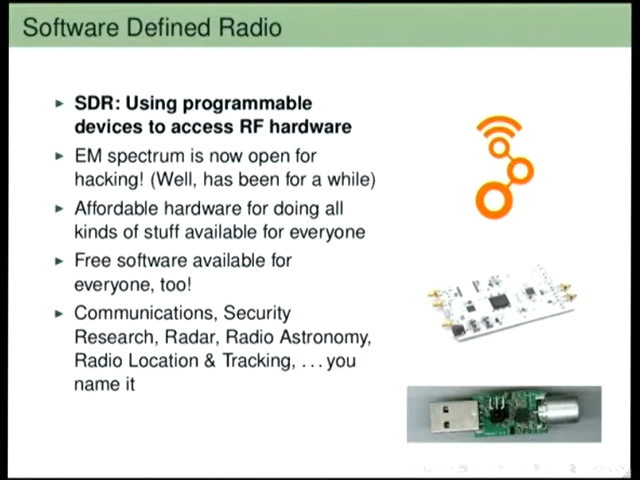 Software Defined Radio
SDR: Using programmable
devices to access RF hardware
EM spectrum is now open for
hacking! (Well, has been for a while)
Affordable hardware for doing all
kinds of stuff available for everyone
Free software available for
everyone, too!
Communications, Security
Research, Radar, Radio Astronomy,
Radio Location & Tracking, ...you
name it